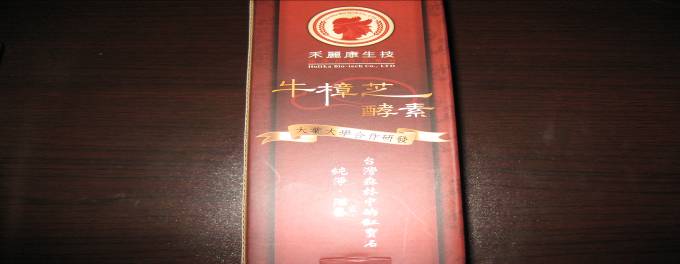 禾麗康生技
Holika Bio-tech Co., LTD
牛樟芝
酵素
大葉大學合作研發
台灣森林中的紅寶石
純淨